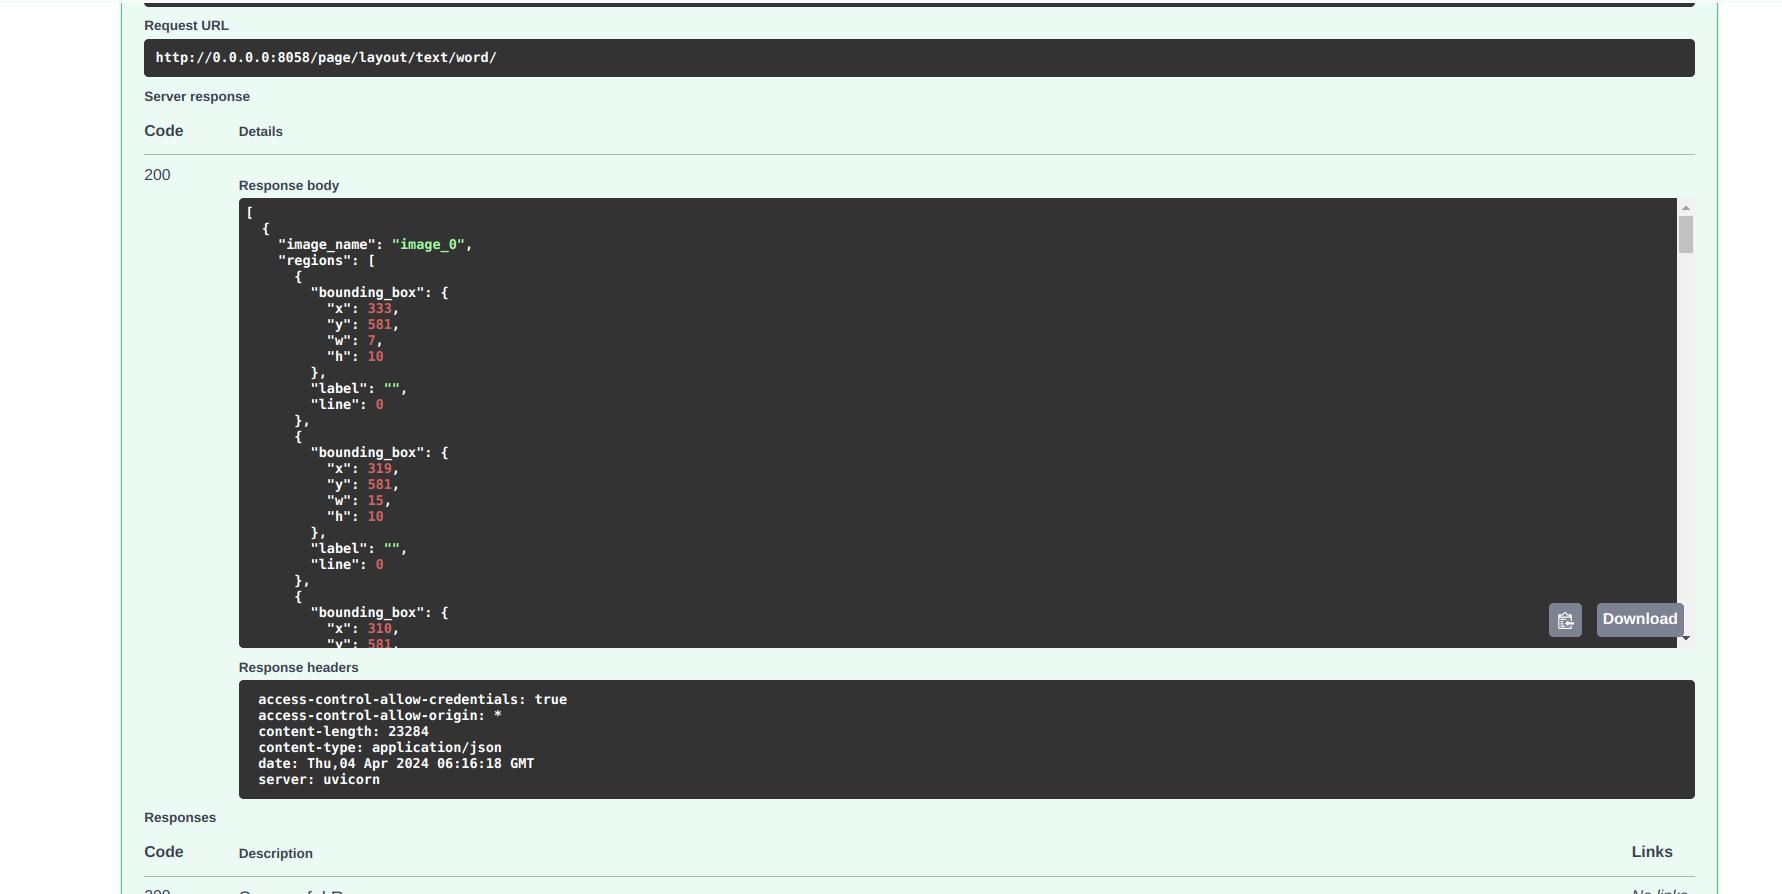 Request URL
http://0.0.0.0:8058/page/layout/text/word/
Server response
Code Details
200
Response body
[
  {
    "image_name": "image_0",
    "regions": [
      {
        "bounding_box": {
          "x": 333,
          "y": 581,
          "w": 7,
          "h": 10
        },
        "label": "",
        "line": 0
      },
      {
        "bounding_box": {
          "x": 319,
          "y": 581,
          "w": 15,
          "h": 10
        },
        "label": "",
        "line": 0
      },
      {
        "bounding_box": {
          "x": 310,
          "y": 581,
Download
Response headers
access-control-allow-credentials: true
access-control-allow-origin: *
content-length: 23284
content-type: application/json
date: Thu,04 Apr 2024 06:16:18 GMT
server: uvicorn
Responses
Code Description Links